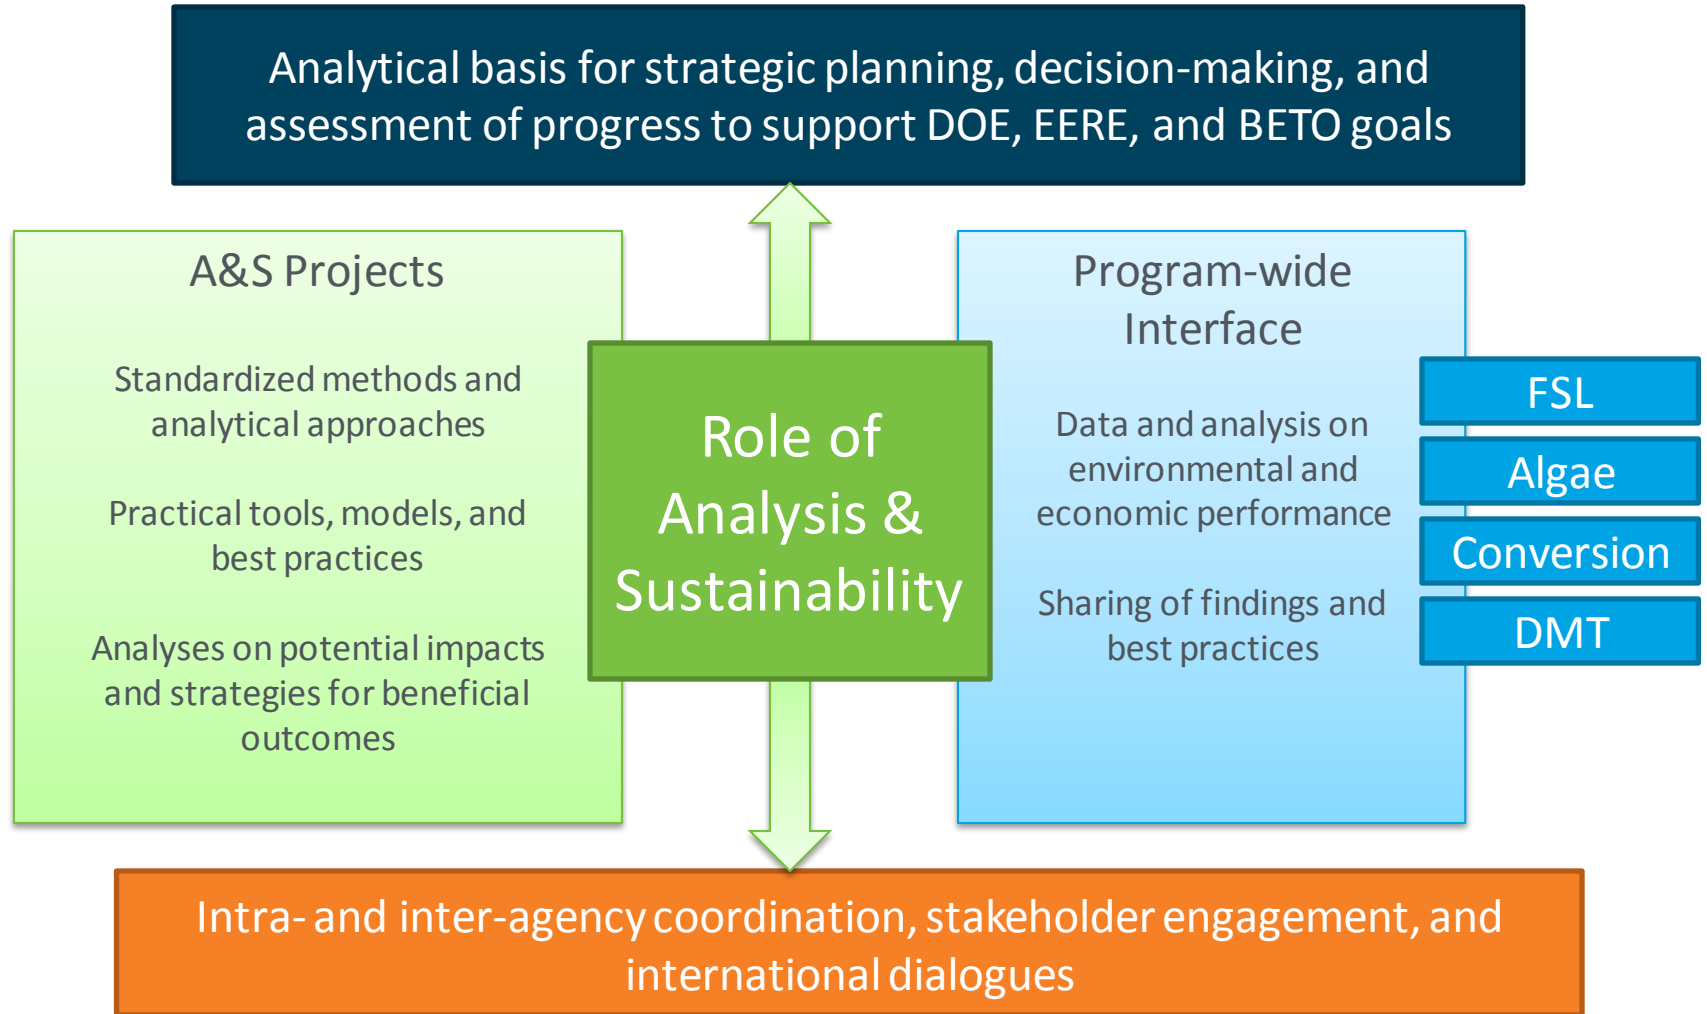 Analytical basis for strategic planning, decision-making, and
assessment of progress to support DOE, EERE, and BETO goals
A&S Projects
Standardized methods and
analytical approaches
Practical tools, models, and
best practices
Analyses on potential impacts
and strategies for beneficial
outcomes
Role of
Analysis &
Sustainability
Program-wide
Interface
Data and analysis on
environmental and
economic performance
Sharing of findings and
best practices
FSL
Algae
Conversion
DMT
Intra- and inter-agency coordination, stakeholder engagement, and
international dialogues